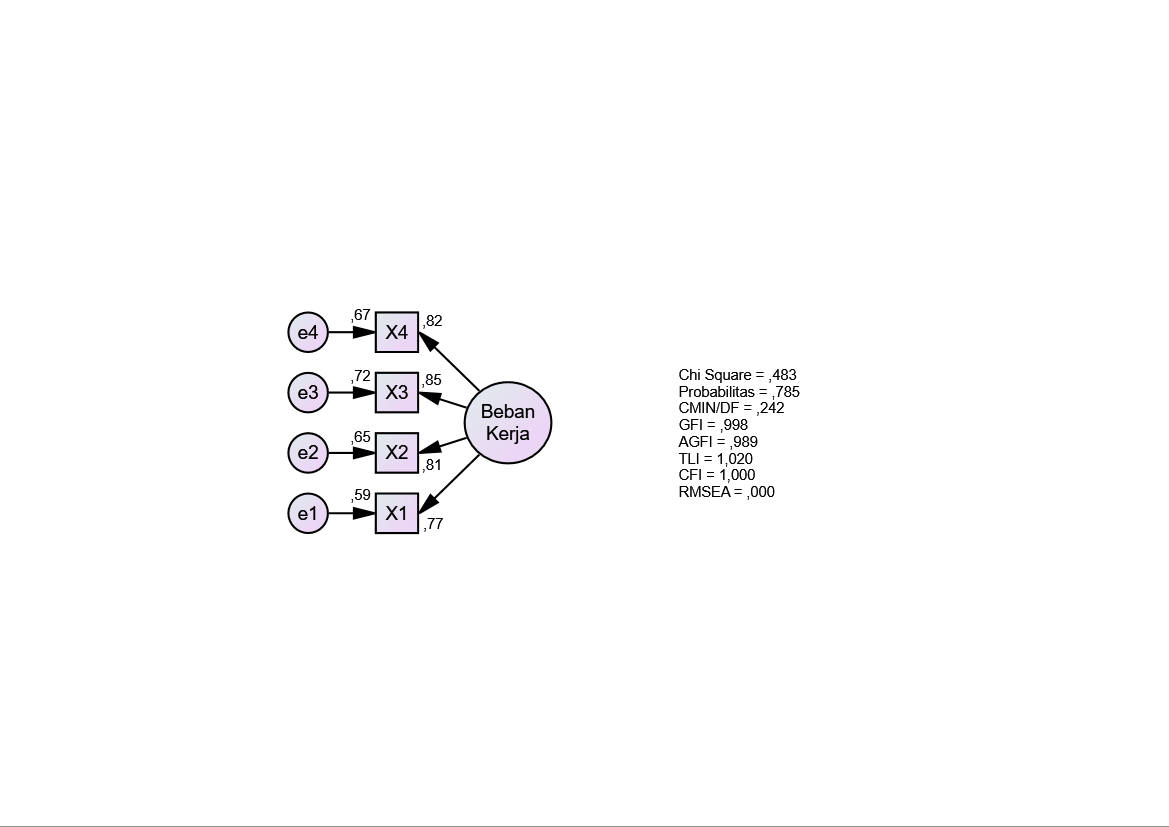 ,67
e4
X4
,82
,72
e3
X3
,85
Beban
Kerja
,65
e2
X2
,81
,59
e1
X1
,77
Chi Square = ,483
Probabilitas = ,785
CMIN/DF = ,242
GFI = ,998
AGFI = ,989
TLI = 1,020
CFI = 1,000
RMSEA = ,000